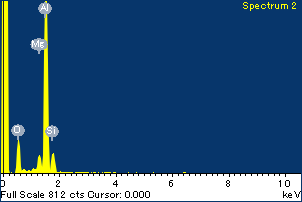 Spectrum 2
Al
Mg
O
Si
0 2 4 6 8 10
Full Scale 812 cts Cursor: 0.000 keV